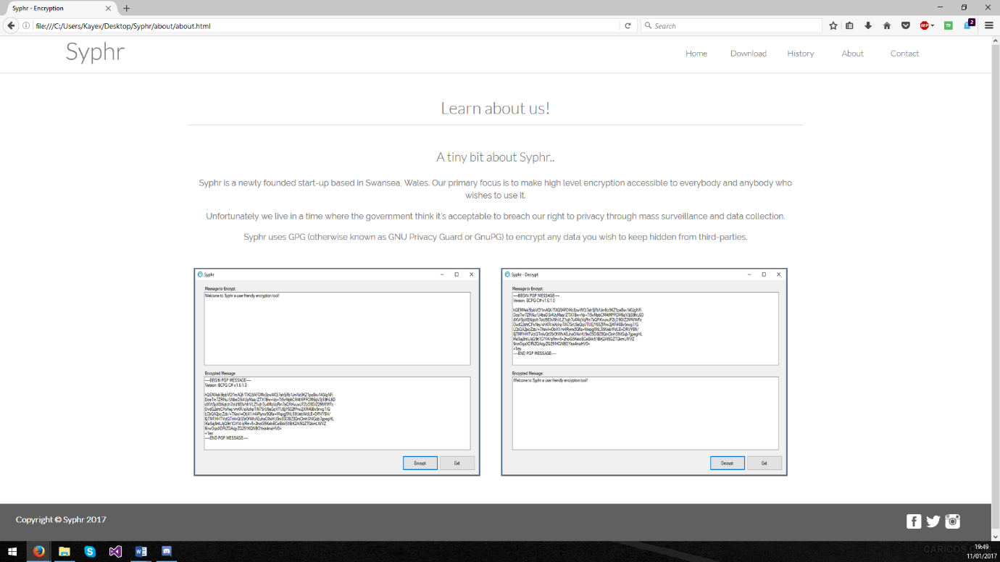 Syphr - Encryption
file:///C:/Users/Kayex/Desktop/Syphr/about/about.html
Search
ABP
2
Syphr
Home Download History About Contact
Learn about us!
A tiny bit about Syphr..
Syphr is a newly founded start-up based in Swansea, Wales. Our primary focus is to make high level encryption accessible to everybody and anybody who
wishes to use it.
Unfortunately we live in a time where the government think it's acceptable to breach our right to privacy through mass surveillance and data collection.
Syphr uses GPG (otherwise known as GNU Privacy Guard or GnuPG) to encrypt any data you wish to keep hidden from third-parties.
Syphr
Message to Encrypt:
Welcome to Syphr a user friendly encryption tool!
Encrypted Message:
-----BEGIN PGP MESSAGE-----
Version: BCPG C# v1.6.1.0
-----END PGP MESSAGE-----
Encrypt Exit
Syphr - Decrypt
Message to Encrypt:
-----BEGIN PGP MESSAGE-----
Version: BCPG C# v1.6.1.0
-----END PGP MESSAGE-----
Encrypted Message:
Welcome to Syphr a user friendly encryption tool!
Decrypt Exit
Copyright © Syphr 2017
19:49
11/01/2017